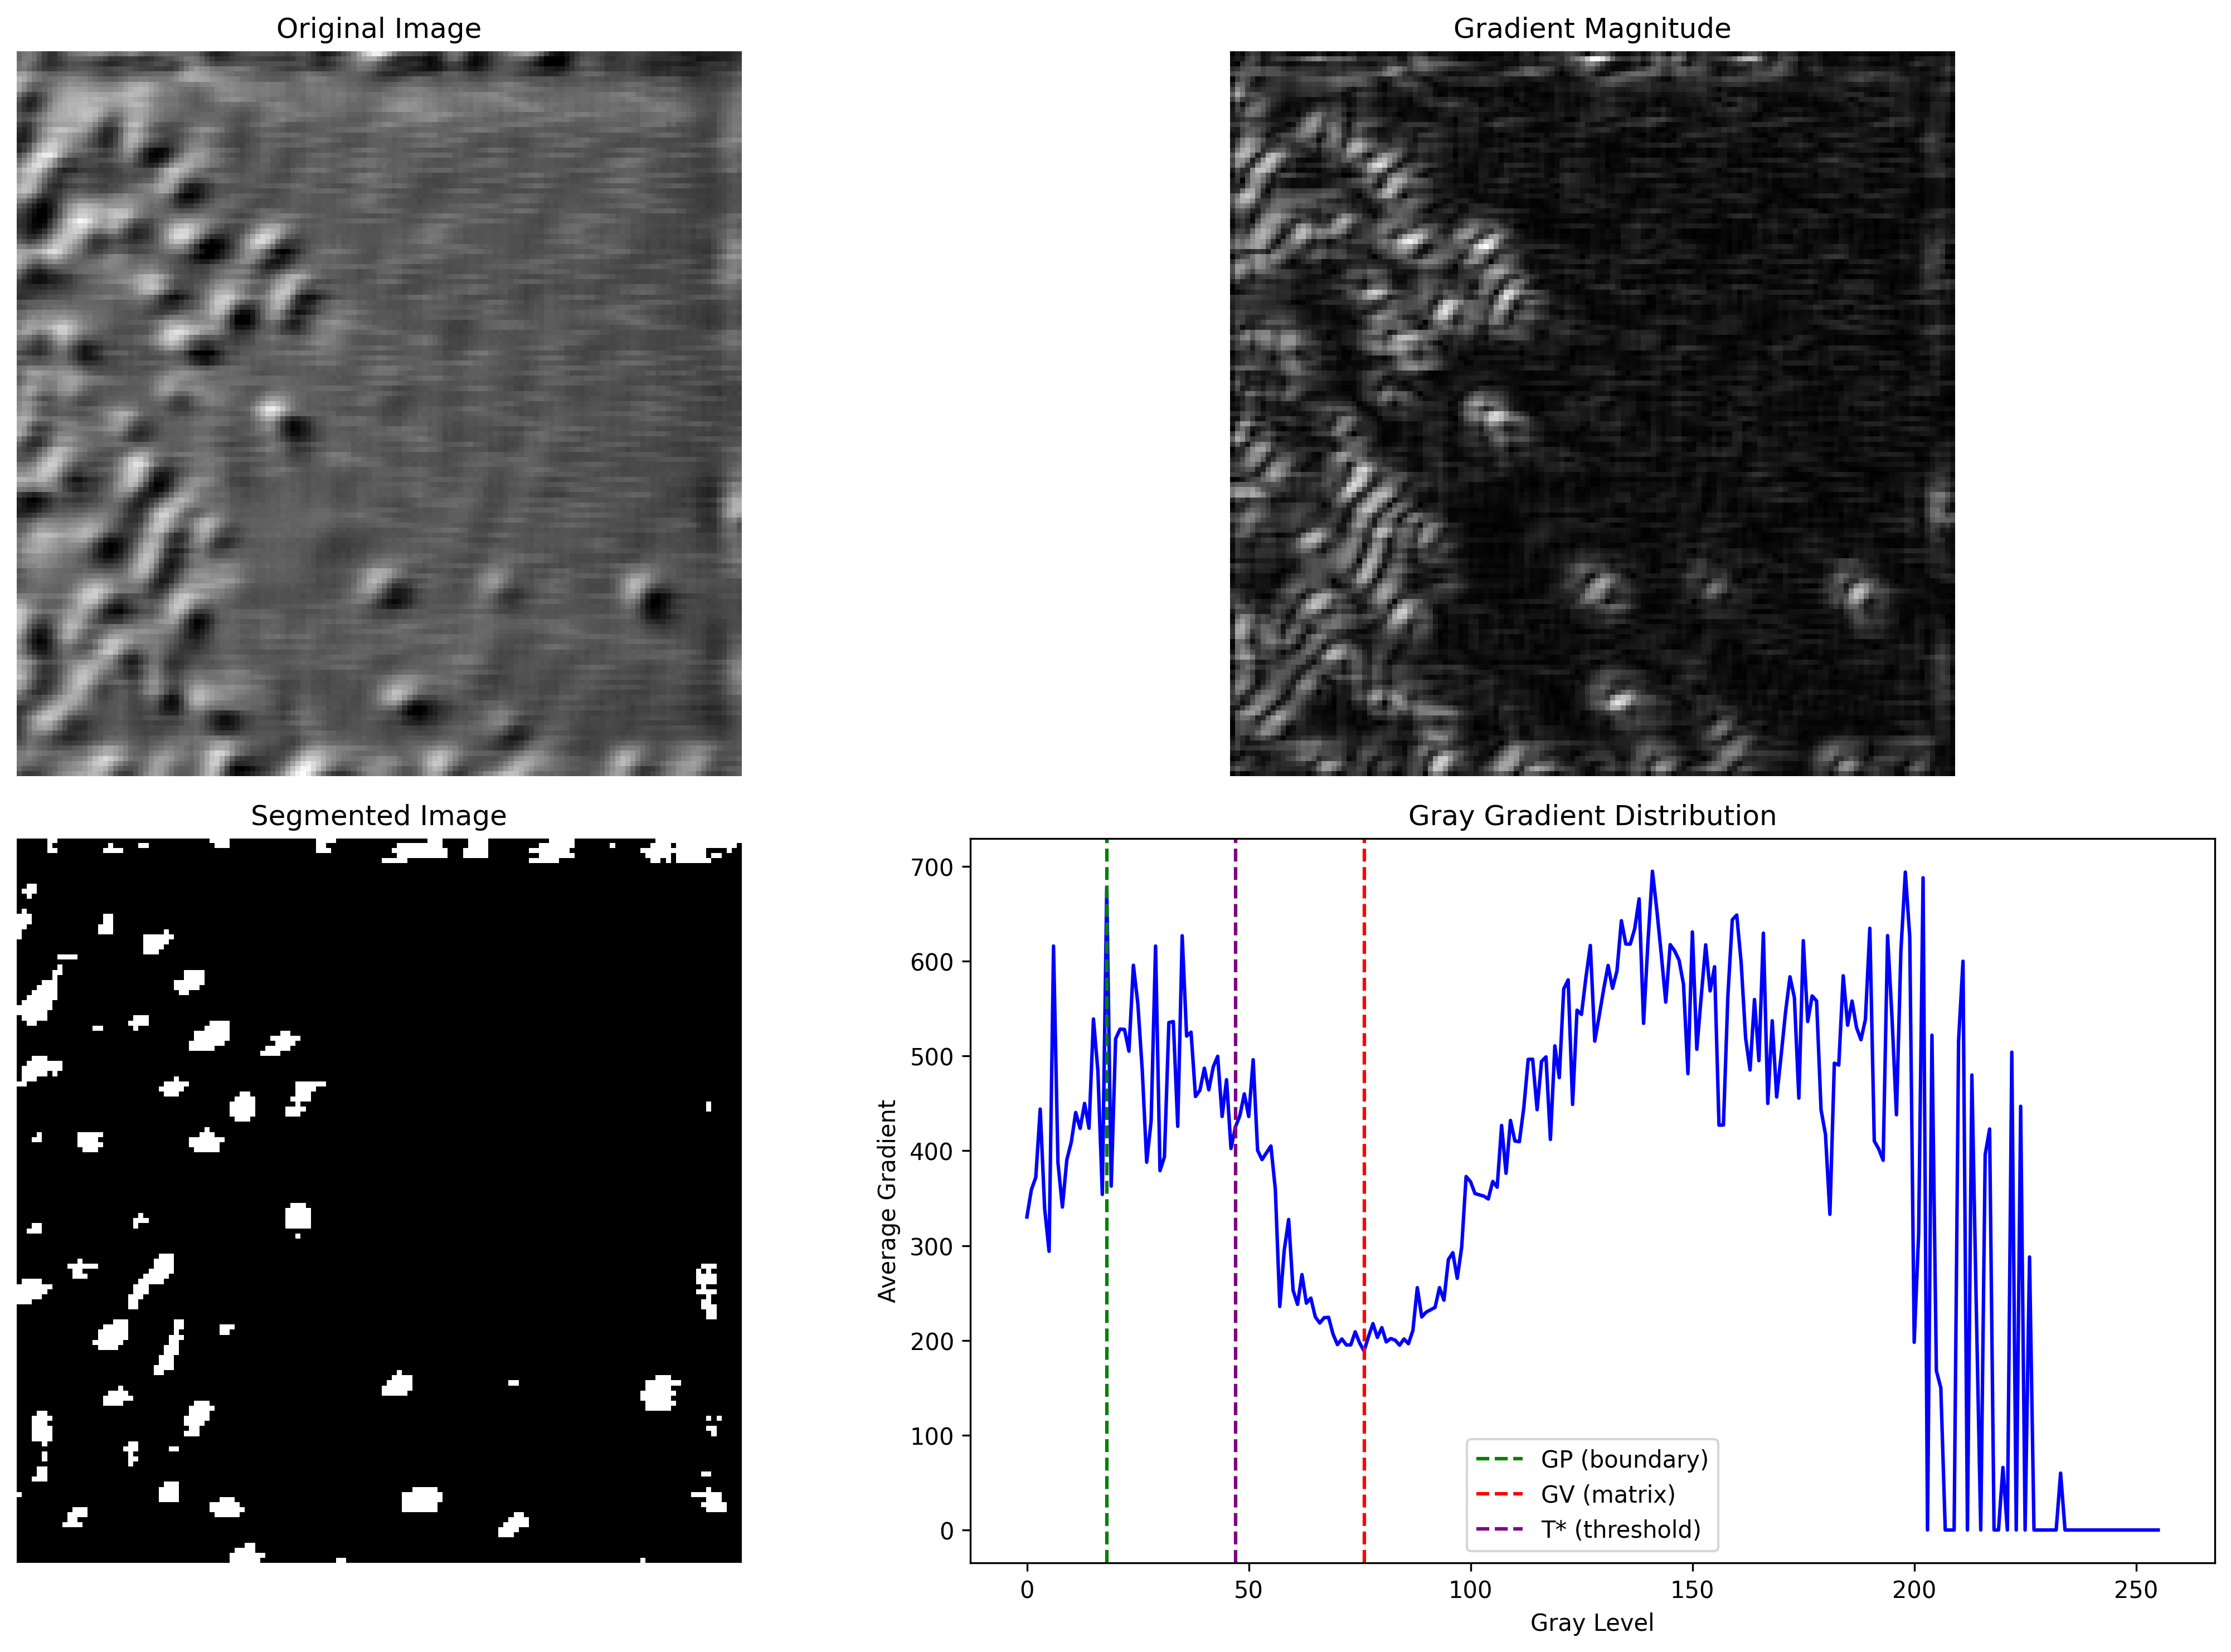 Original Image
Gradient Magnitude
Segmented Image
Gray Gradient Distribution
700
600
500
400
300
200
100
0
Average Gradient
GP (boundary)
GV (matrix)
T* (threshold)
0
50
100
150
200
250
Gray Level